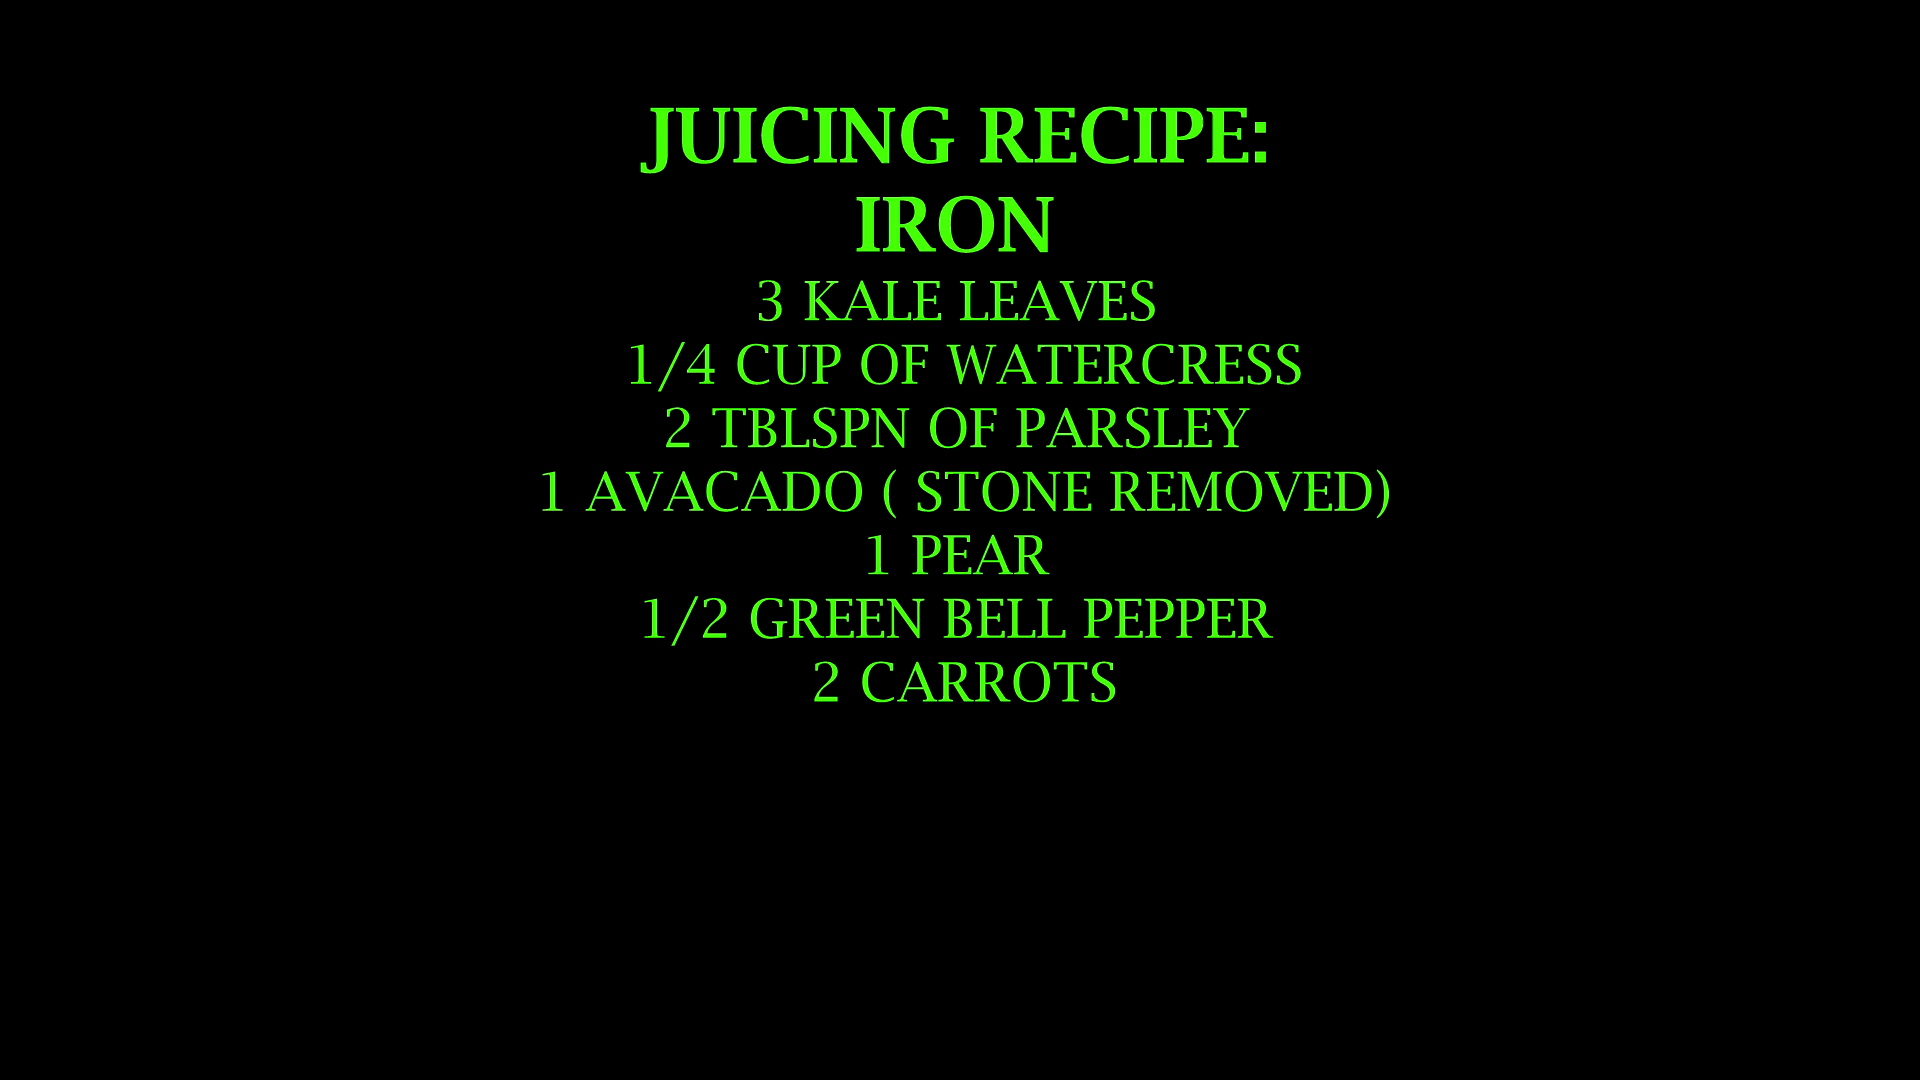 JUICING RECIPE:
IRON
3 KALE LEAVES
1/4 CUP OF WATERCRESS
2 TBLSPN OF PARSLEY
1 AVACADO ( STONE REMOVED)
1 PEAR
1/2 GREEN BELL PEPPER
2 CARROTS